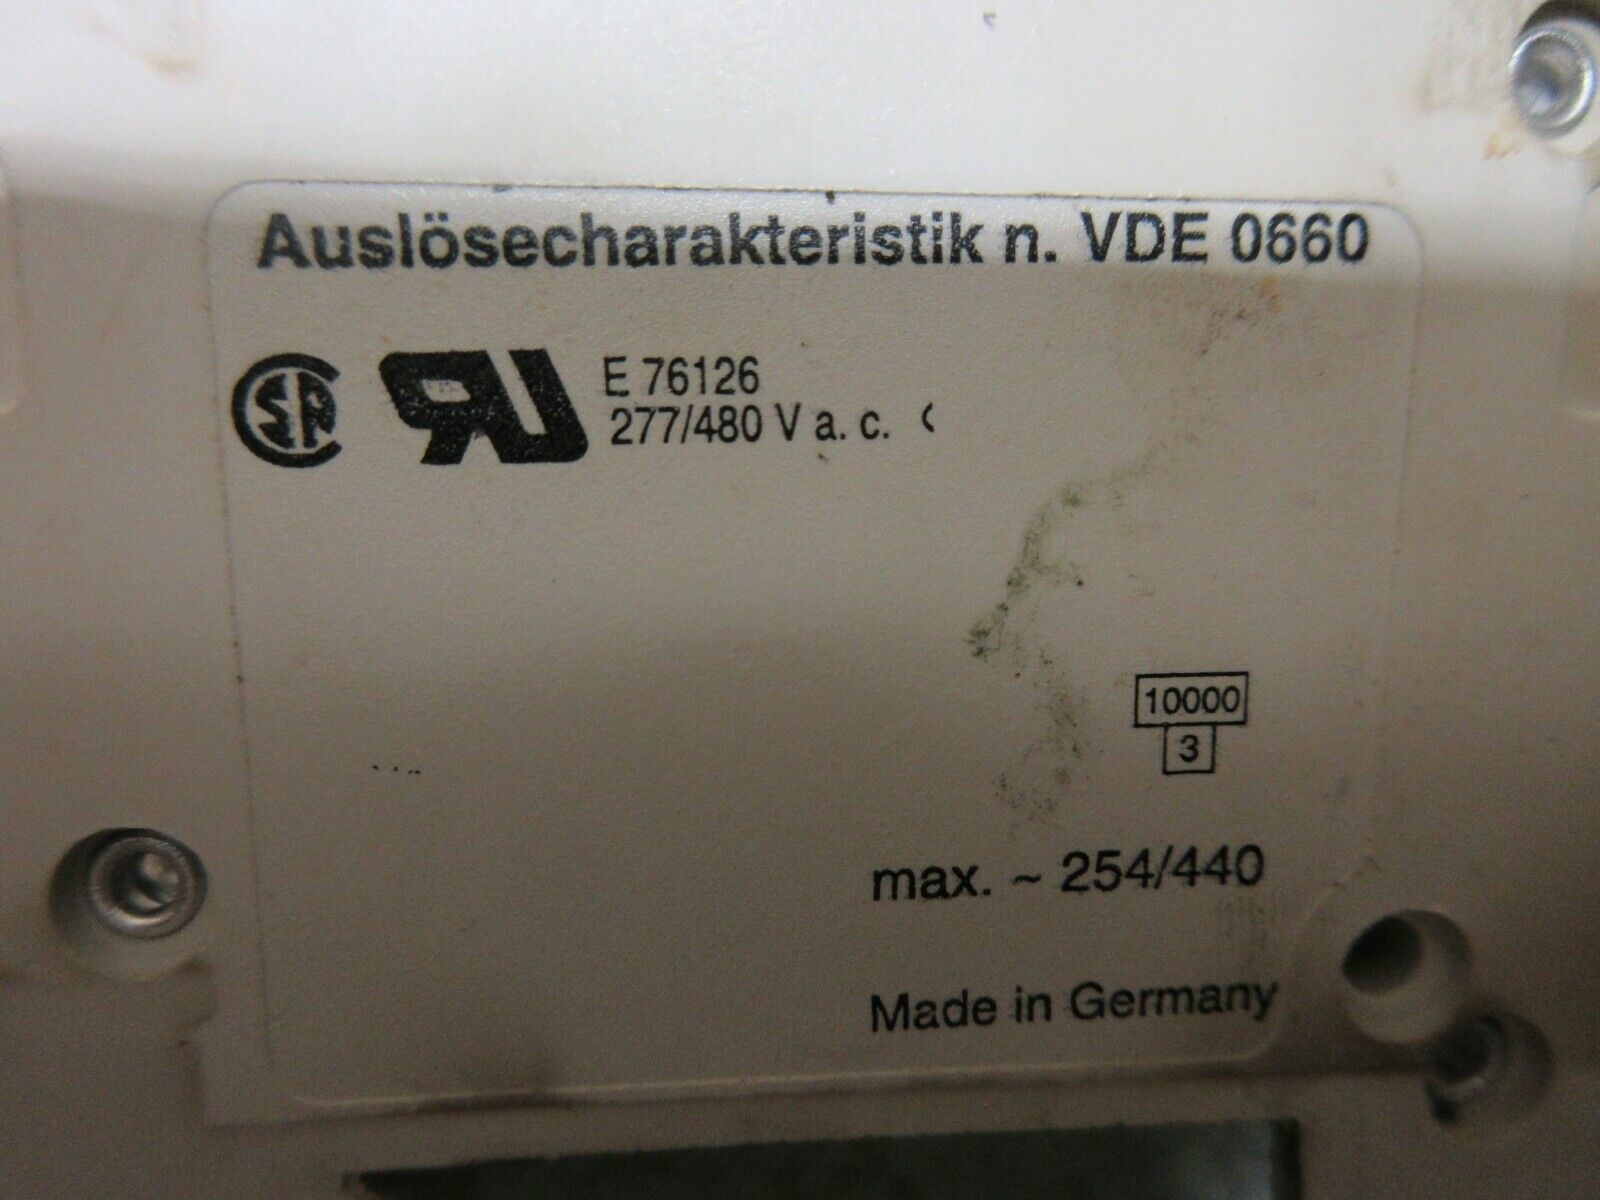 Auslösecharakteristik n. VDE 0660
E 76126
277/480 V a. c.
10000
3
max. ~ 254/440
Made in Germany